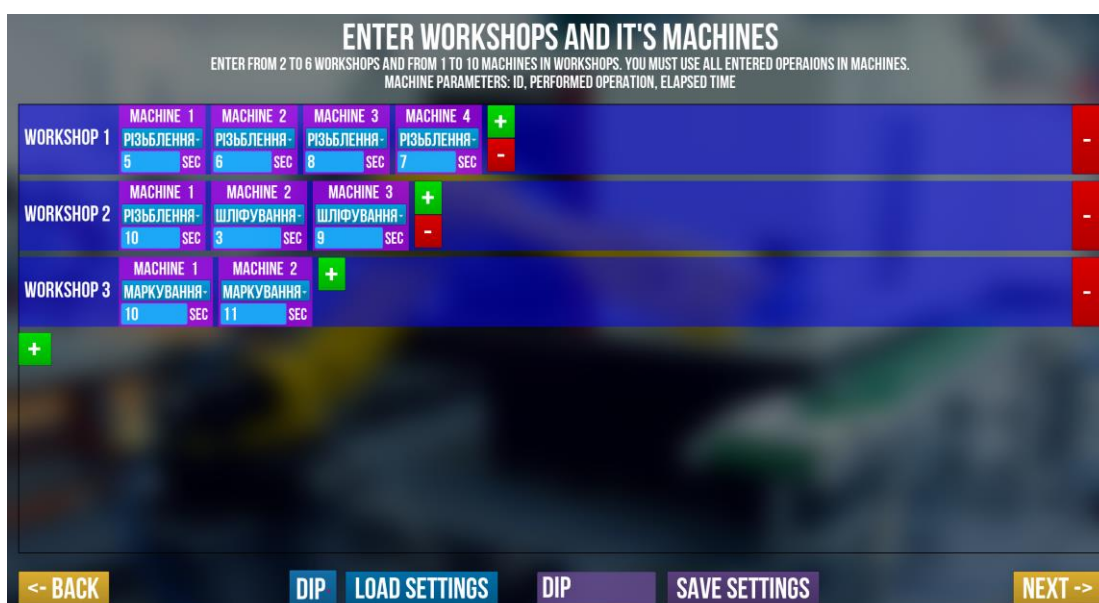 ENTER WORKSHOPS AND IT'S MACHINES
ENTER FROM 2 TO 6 WORKSHOPS AND FROM 1 TO 10 MACHINES IN WORKSHOPS. YOU MUST USE ALL ENTERED OPERAIONS IN MACHINES.
MACHINE PARAMETERS: ID, PERFORMED OPERATION, ELAPSED TIME
WORKSHOP 1
MACHINE 1 MACHINE 2 MACHINE 3 MACHINE 4 +
РІЗЬБЛЕННЯ- РІЗЬБЛЕННЯ- РІЗЬБЛЕННЯ- РІЗЬБЛЕННЯ- -
5 SEC 6 SEC 8 SEC 7 SEC -
WORKSHOP 2
MACHINE 1 MACHINE 2 MACHINE 3 +
РІЗЬБЛЕННЯ- ШЛІФУВАННЯ- ШЛІФУВАННЯ- -
10 SEC 3 SEC 9 SEC -
WORKSHOP 3
MACHINE 1 MACHINE 2 +
МАРКУВАННЯ- МАРКУВАННЯ- -
10 SEC 11 SEC
+
<- BACK DIP LOAD SETTINGS DIP SAVE SETTINGS NEXT ->